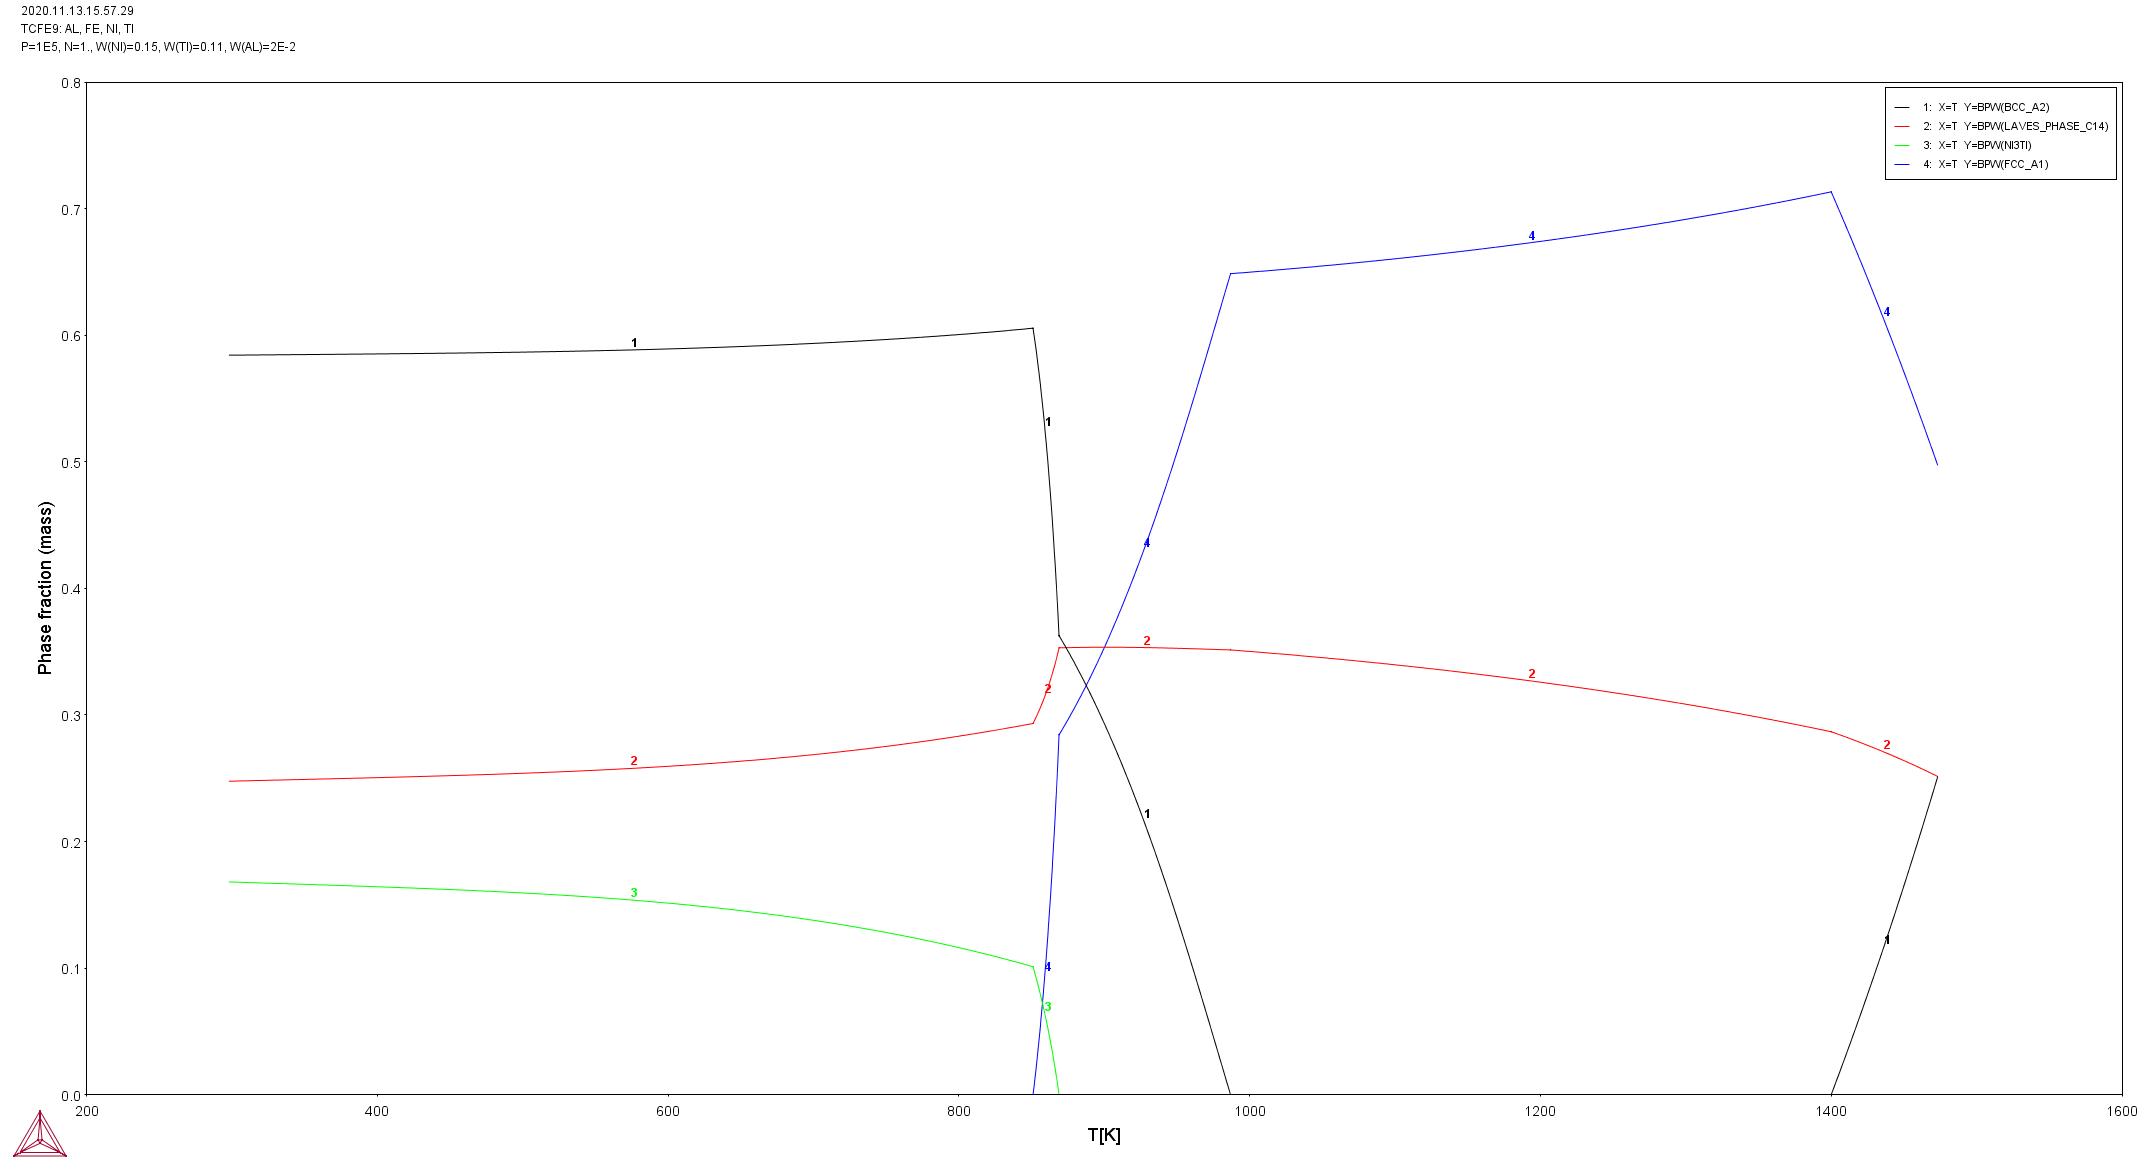 2020.11.13.15.57.29
TCFE9: AL, FE, NI, TI
P=1E5, N=1., W(NI)=0.15, W(TI)=0.11, W(AL)=2E-2
0.8
1: X=T Y=BPW(BCC_A2)
2: X=T Y=BPW(LAVES_PHASE_C14)
3: X=T Y=BPW(NI3TI)
4: X=T Y=BPW(FCC_A1)
0.7
4
4
0.6
1
1
0.5
4
Phase fraction (mass)
0.4
2
2
2
0.3
2
2
1
0.2
3
1
0.1
4
3
0.0
200 400 600 800 1000 1200 1400 1600
T[K]